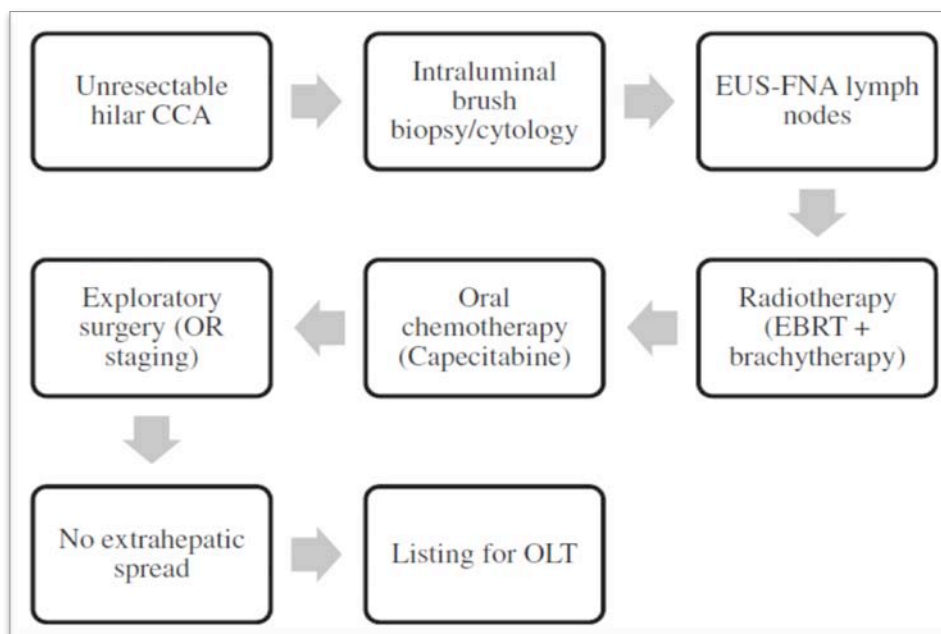 Unresectable
hilar CCA
Intraluminal
brush
biopsy/cytology
EUS-FNA lymph
nodes
Radiotherapy
(EBRT +
brachytherapy)
Oral
chemotherapy
(Capecitabine)
Exploratory
surgery (OR
staging)
No extrahepatic
spread
Listing for OLT